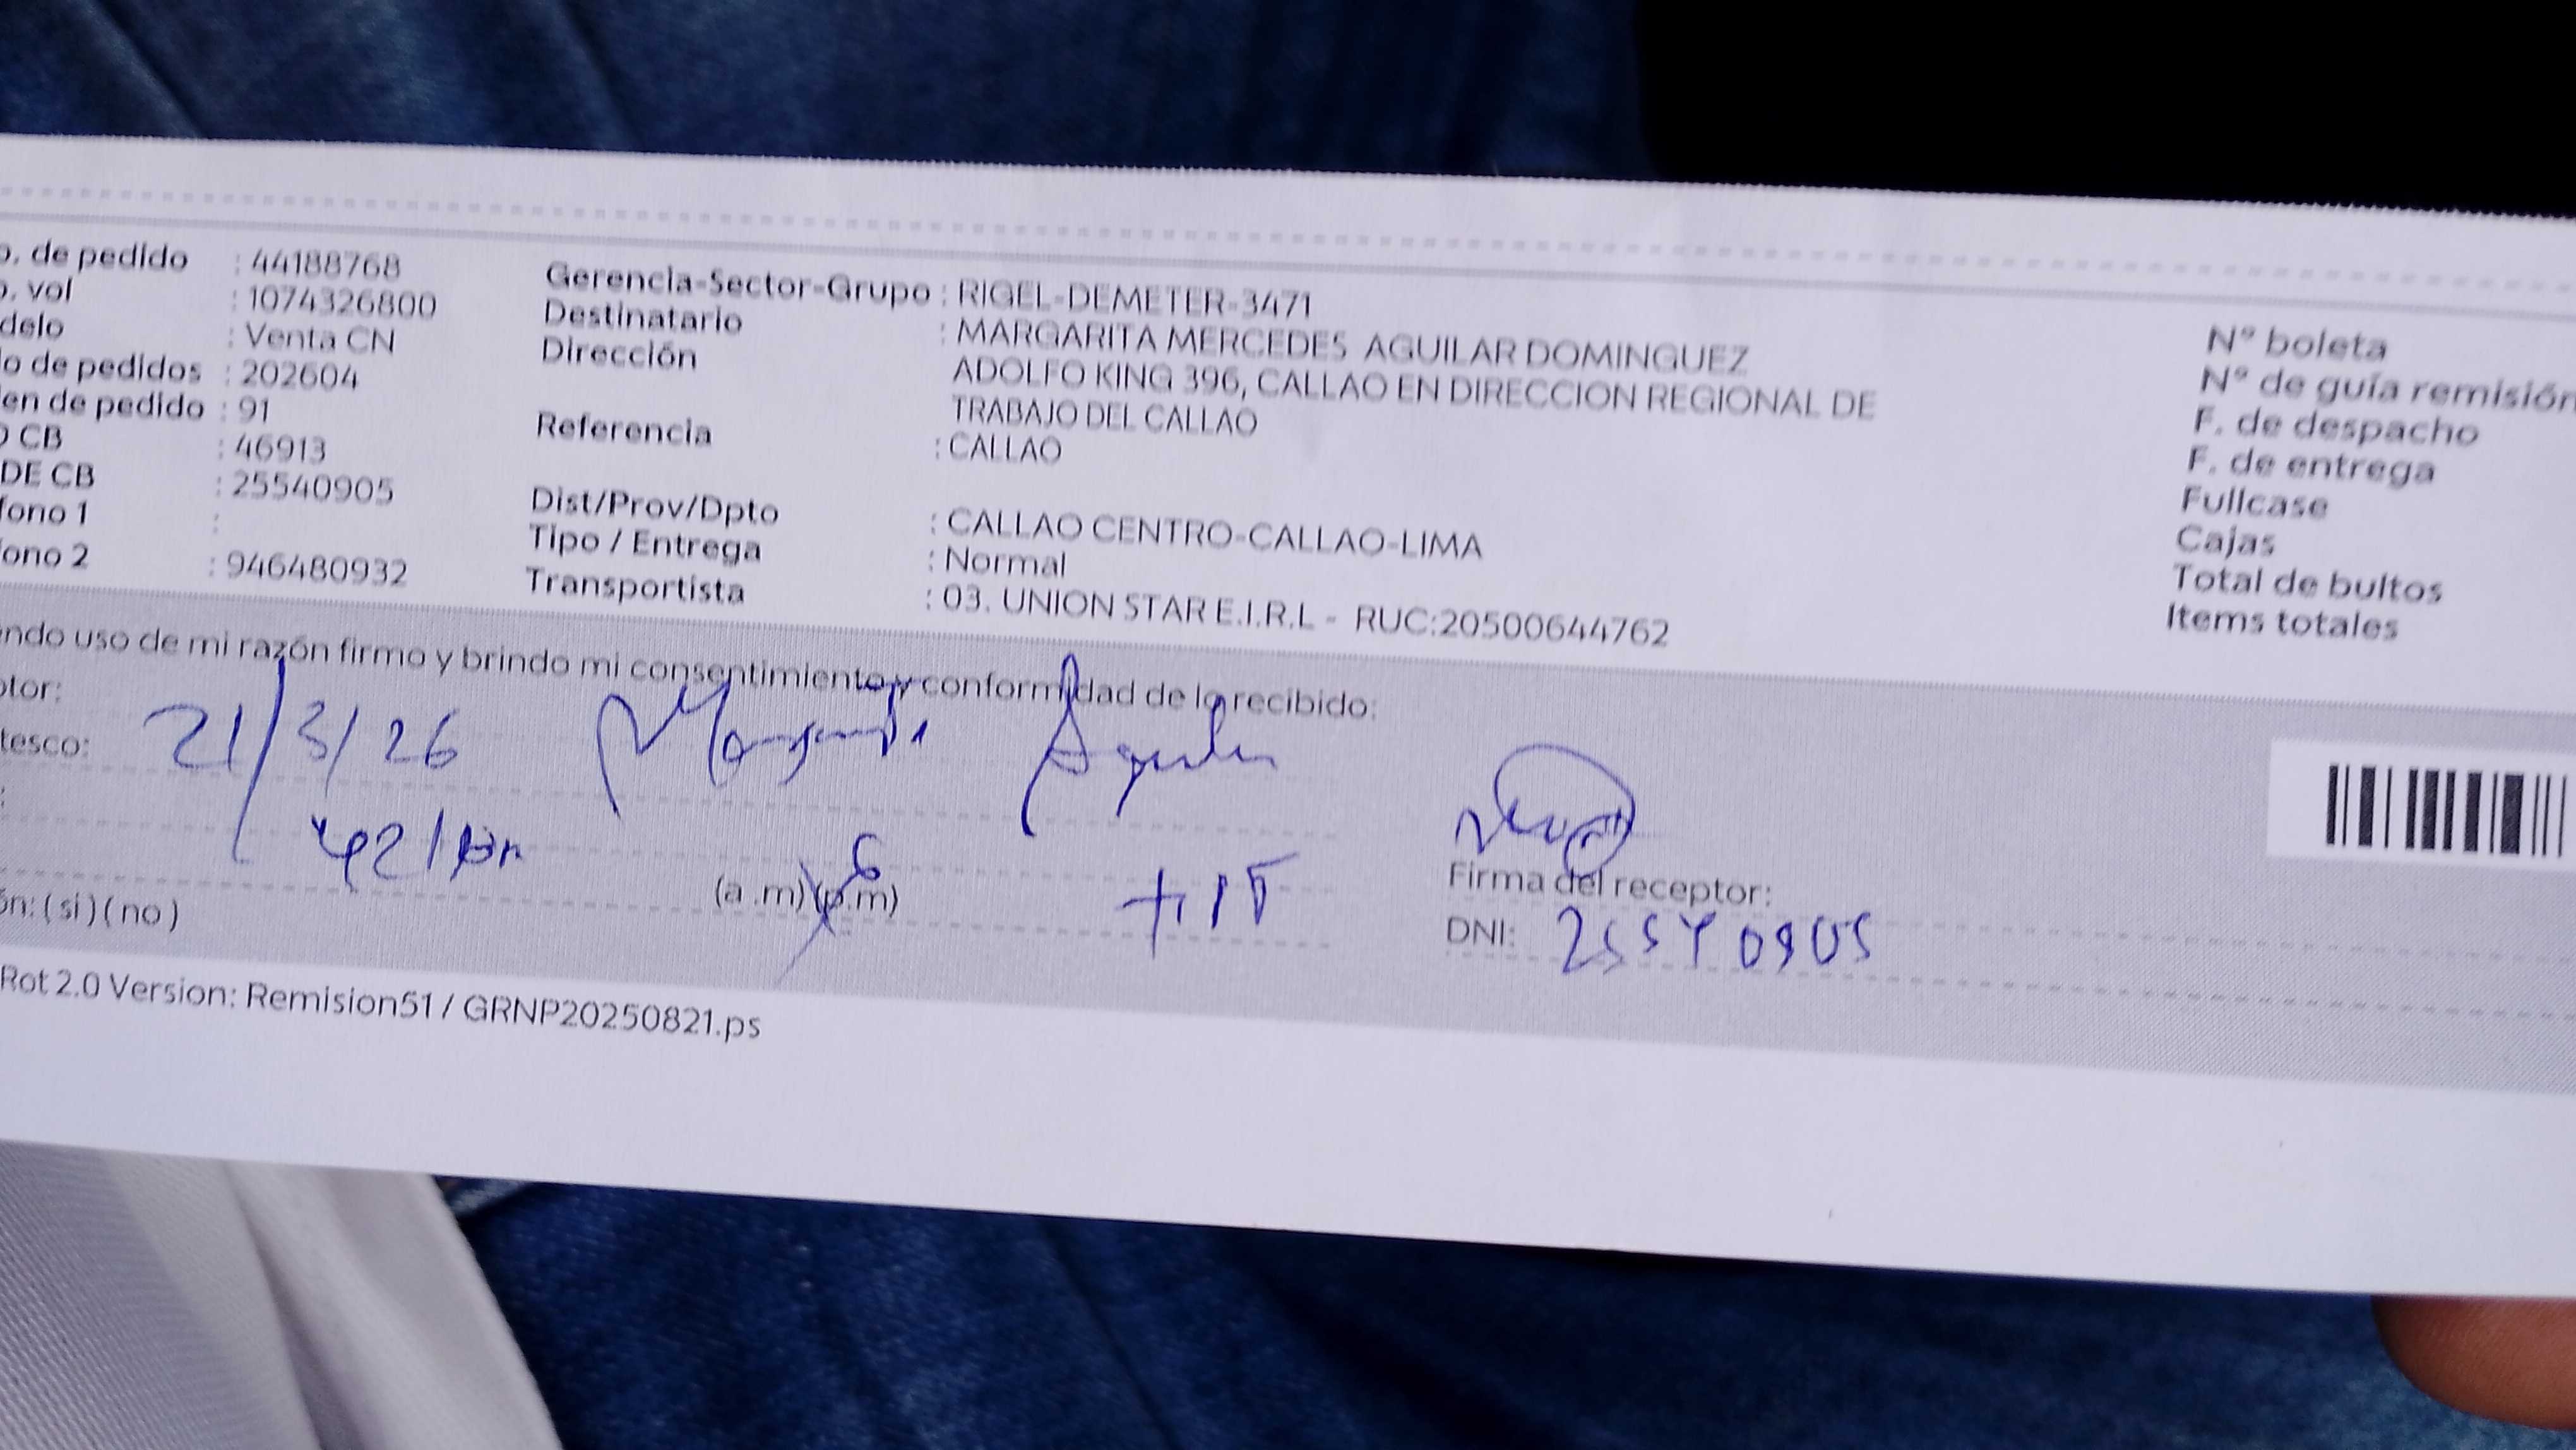 o. de pedido : 44188768
o. vol : 1074326800
delo : Venta CN
o de pedidos : 202604
en de pedido : 91
O CB : 46913
DE CB : 25540905
fono 1 :
ono 2 : 946480932
Gerencia-Sector-Grupo : RIGEL-DEMETER-3471
Destinatario : MARGARITA MERCEDES AGUILAR DOMINGUEZ
Dirección ADOLFO KING 396, CALLAO EN DIRECCION REGIONAL DE
TRABAJO DEL CALLAO
Referencia : CALLAO
Dist/Prov/Dpto : CALLAO CENTRO-CALLAO-LIMA
Tipo / Entrega : Normal
Transportista : 03. UNION STAR E.I.R.L - RUC:20500644762
N° boleta
N° de guía remisión
F. de despacho
F. de entrega
Fullcase
Cajas
Total de bultos
Items totales
endo uso de mi razón firmo y brindo mi consentimiento y conformidad de lo recibido:
ptor:
tesco: 21/3/26 Margarita Aguilar
:
(a .m) (p.m)
ón: ( si ) ( no )
Firma del receptor:
DNI: 25540905
Rot 2.0 Version: Remision51 / GRNP20250821.ps